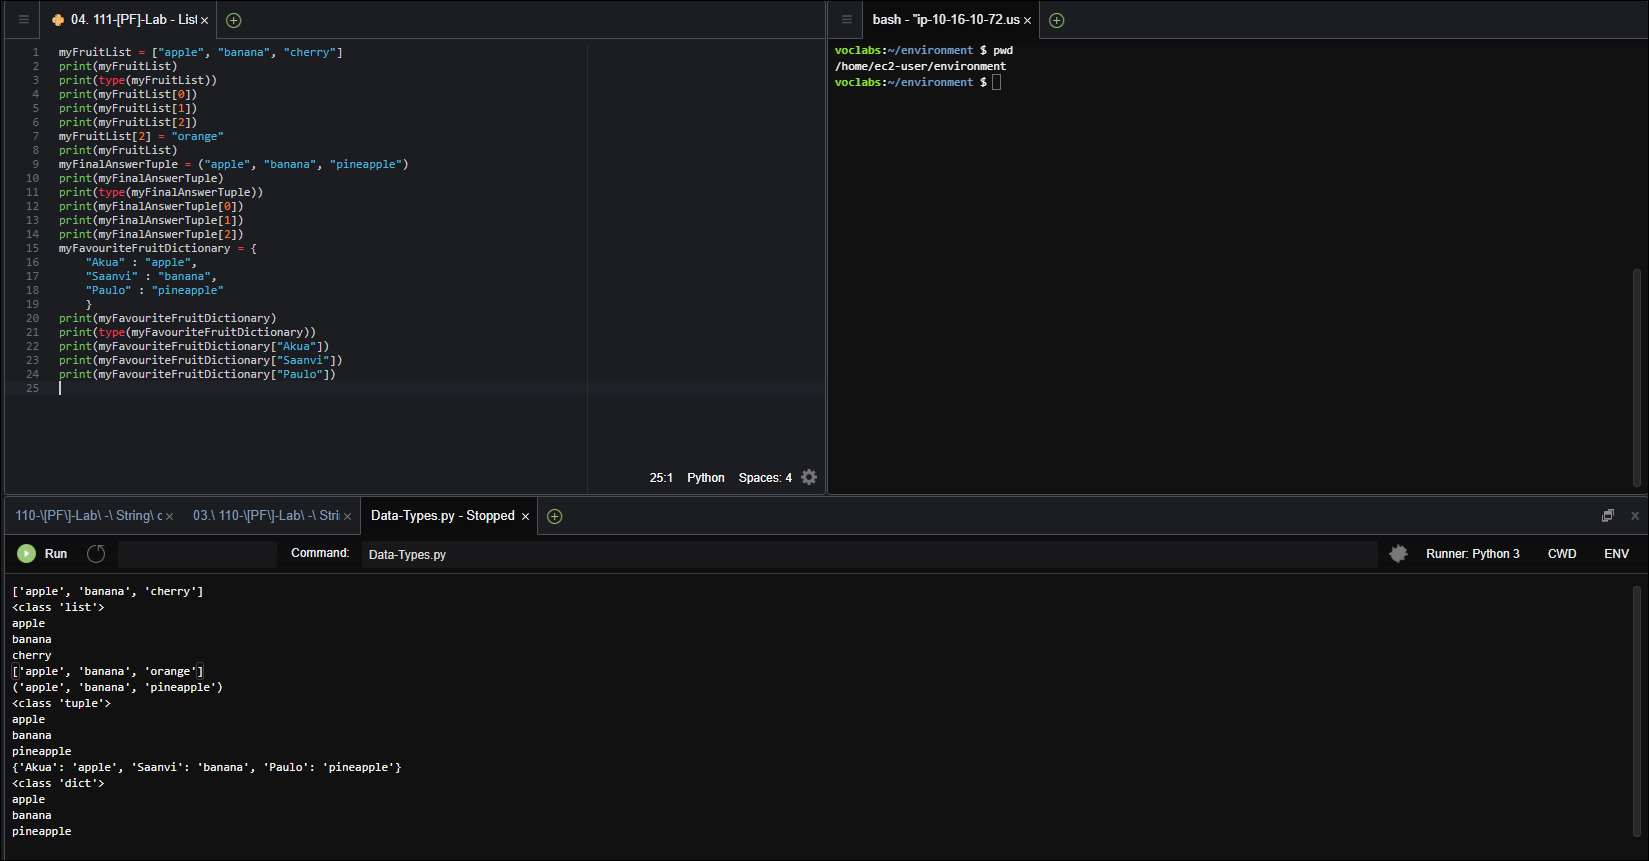 04. 111-[PF]-Lab - List
1 myFruitList = ["apple", "banana", "cherry"]
2 print(myFruitList)
3 print(type(myFruitList))
4 print(myFruitList[0])
5 print(myFruitList[1])
6 print(myFruitList[2])
7 myFruitList[2] = "orange"
8 print(myFruitList)
9 myFinalAnswerTuple = ("apple", "banana", "pineapple")
10 print(myFinalAnswerTuple)
11 print(type(myFinalAnswerTuple))
12 print(myFinalAnswerTuple[0])
13 print(myFinalAnswerTuple[1])
14 print(myFinalAnswerTuple[2])
15 myFavouriteFruitDictionary = {
16     "Akua" : "apple",
17     "Saanvi" : "banana",
18     "Paulo" : "pineapple"
19     }
20 print(myFavouriteFruitDictionary)
21 print(type(myFavouriteFruitDictionary))
22 print(myFavouriteFruitDictionary["Akua"])
23 print(myFavouriteFruitDictionary["Saanvi"])
24 print(myFavouriteFruitDictionary["Paulo"])
25
25:1 Python Spaces: 4
bash - "ip-10-16-10-72.us
voclabs:~/environment $ pwd
/home/ec2-user/environment
voclabs:~/environment $
110-\[PF\]-Lab\ -\ String\ c 03.\ 110-\[PF\]-Lab\ -\ Stri Data-Types.py - Stopped
Run Command: Data-Types.py Runner: Python 3 CWD ENV
['apple', 'banana', 'cherry']
<class 'list'>
apple
banana
cherry
['apple', 'banana', 'orange']
('apple', 'banana', 'pineapple')
<class 'tuple'>
apple
banana
pineapple
{'Akua': 'apple', 'Saanvi': 'banana', 'Paulo': 'pineapple'}
<class 'dict'>
apple
banana
pineapple